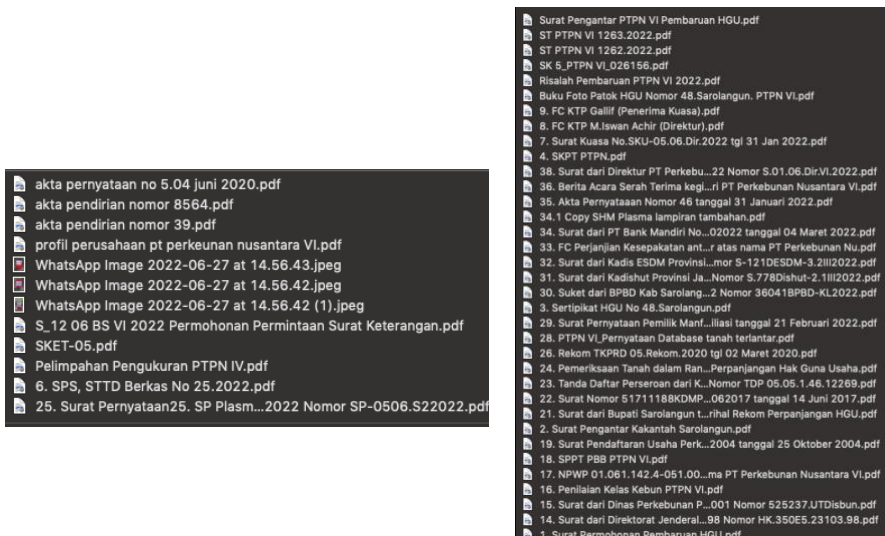 akta pernyataan no 5.04 juni 2020.pdf
akta pendirian nomor 8564.pdf
akta pendirian nomor 39.pdf
profil perusahaan pt perkeunan nusantara VI.pdf
WhatsApp Image 2022-06-27 at 14.56.43.jpeg
WhatsApp Image 2022-06-27 at 14.56.42.jpeg
WhatsApp Image 2022-06-27 at 14.56.42 (1).jpeg
S_12 06 BS VI 2022 Permohonan Permintaan Surat Keterangan.pdf
SKET-05.pdf
Pelimpahan Pengukuran PTPN IV.pdf
6. SPS, STTD Berkas No 25.2022.pdf
25. Surat Pernyataan25. SP Plasm...2022 Nomor SP-0506.S22022.pdf
Surat Pengantar PTPN VI Pembaruan HGU.pdf
ST PTPN VI 1263.2022.pdf
ST PTPN VI 1262.2022.pdf
SK 5_PTPN VI_026156.pdf
Risalah Pembaruan PTPN VI 2022.pdf
Buku Foto Patok HGU Nomor 48.Sarolangun. PTPN VI.pdf
9. FC KTP Gallif (Penerima Kuasa).pdf
8. FC KTP M.Iswan Achir (Direktur).pdf
7. Surat Kuasa No.SKU-05.06.Dir.2022 tgl 31 Jan 2022.pdf
4. SKPT PTPN.pdf
38. Surat dari Direktur PT Perkebu...22 Nomor S.01.06.Dir.VI.2022.pdf
36. Berita Acara Serah Terima kegi...ri PT Perkebunan Nusantara VI.pdf
35. Akta Pernyataaan Nomor 46 tanggal 31 Januari 2022.pdf
34.1 Copy SHM Plasma lampiran tambahan.pdf
34. Surat dari PT Bank Mandiri No...02022 tanggal 04 Maret 2022.pdf
33. FC Perjanjian Kesepakatan ant...r atas nama PT Perkebunan Nu.pdf
32. Surat dari Kadis ESDM Provinsi...mor S-121DESDM-3.2III2022.pdf
31. Surat dari Kadishut Provinsi Ja...Nomor S.778Dishut-2.1III2022.pdf
30. Suket dari BPBD Kab Sarolang...2 Nomor 36041BPBD-KL2022.pdf
3. Sertipikat HGU No 48.Sarolangun.pdf
29. Surat Pernyataan Pemilik Manf...iliasi tanggal 21 Februari 2022.pdf
28. PTPN VI_Pernyataan Database tanah terlantar.pdf
26. Rekom TKPRD 05.Rekom.2020 tgl 02 Maret 2020.pdf
24. Pemeriksaan Tanah dalam Ran...Perpanjangan Hak Guna Usaha.pdf
23. Tanda Daftar Perseroan dari K...Nomor TDP 05.05.1.46.12269.pdf
22. Surat Nomor 51711188KDMP...062017 tanggal 14 Juni 2017.pdf
21. Surat dari Bupati Sarolangun t...rihal Rekom Perpanjangan HGU.pdf
2. Surat Pengantar Kakantah Sarolangun.pdf
19. Surat Pendaftaran Usaha Perk...2004 tanggal 25 Oktober 2004.pdf
18. SPPT PBB PTPN VI.pdf
17. NPWP 01.061.142.4-051.00...ma PT Perkebunan Nusantara VI.pdf
16. Penilaian Kelas Kebun PTPN VI.pdf
15. Surat dari Dinas Perkebunan P...001 Nomor 525237.UTDisbun.pdf
14. Surat dari Direktorat Jenderal...98 Nomor HK.350E5.23103.98.pdf
1. Surat Permohonan Pembaruan HGU.pdf